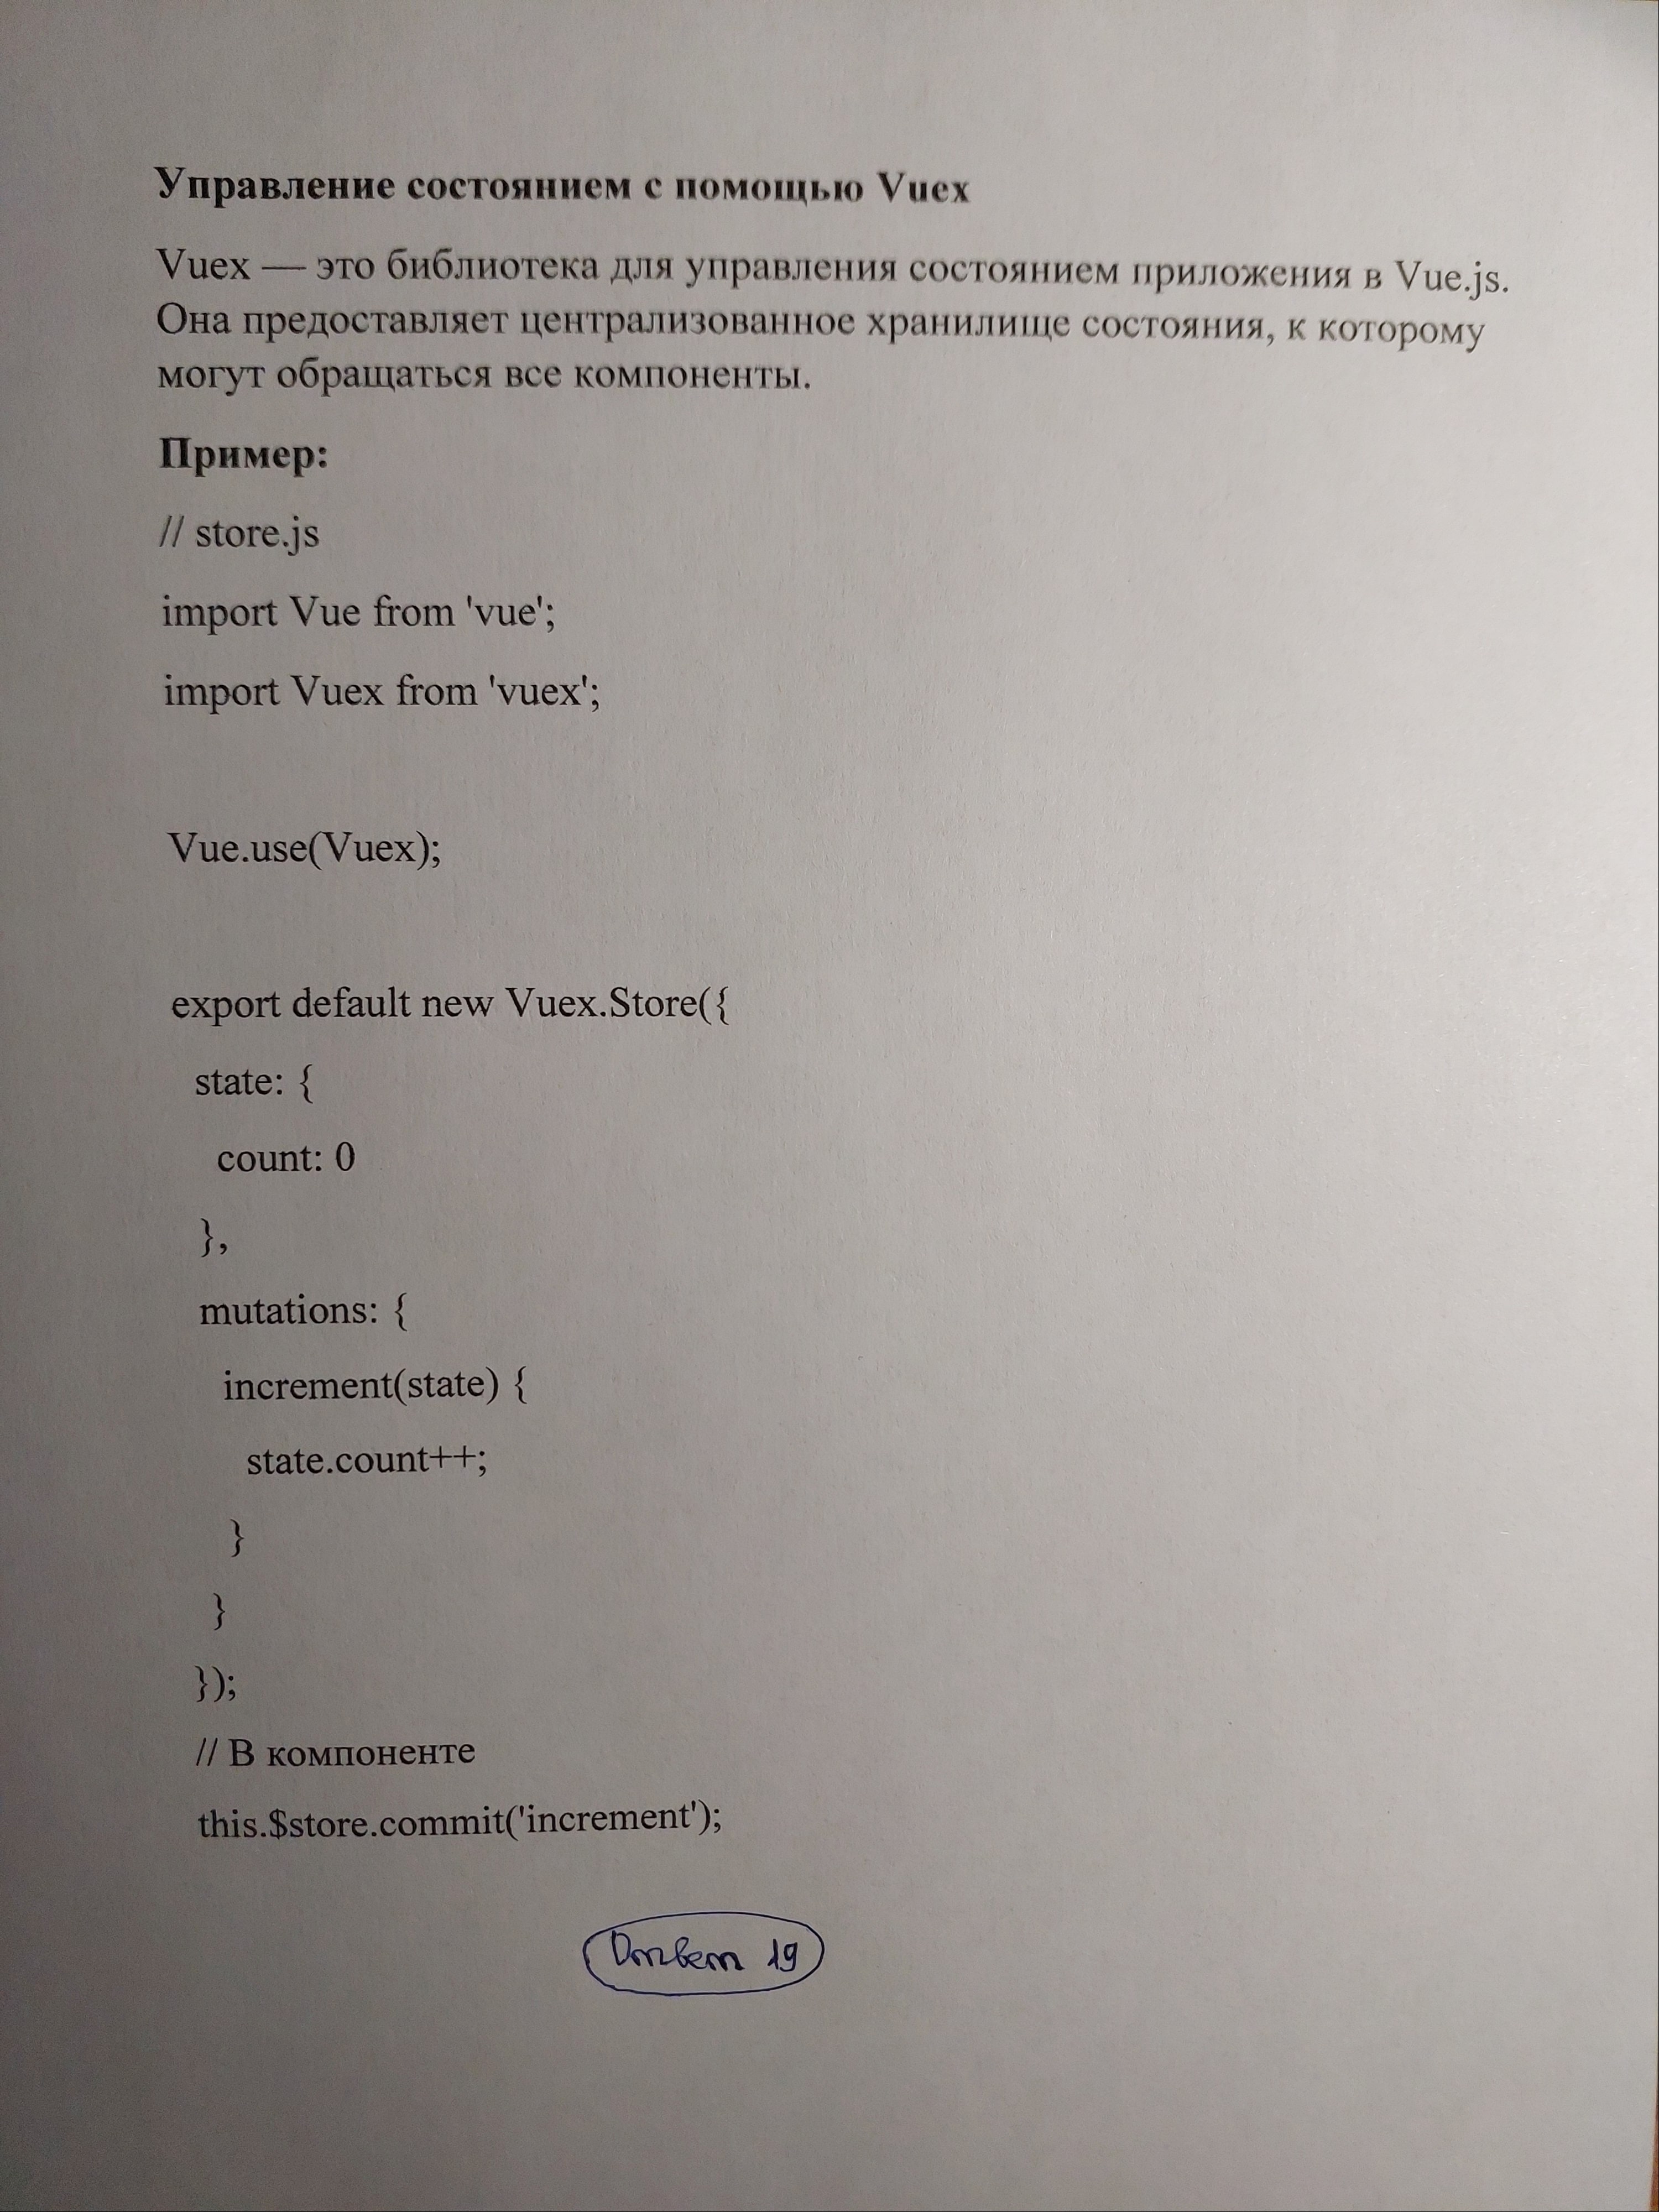 Управление состоянием с помощью Vuex
Vuex — это библиотека для управления состоянием приложения в Vue.js.
Она предоставляет централизованное хранилище состояния, к которому
могут обращаться все компоненты.
Пример:
// store.js
import Vue from 'vue';
import Vuex from 'vuex';
Vue.use(Vuex);
export default new Vuex.Store({
  state: {
    count: 0
  },
  mutations: {
    increment(state) {
      state.count++;
    }
  }
});
// В компоненте
this.$store.commit('increment');
Ответ 19